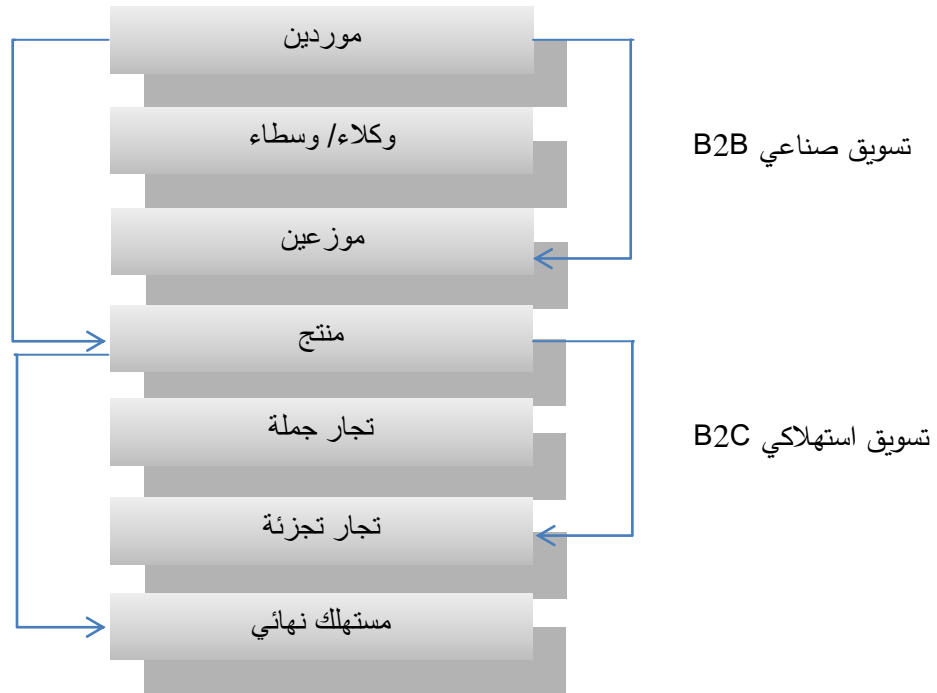 موردين
وكلاء/ وسطاء
تسويق صناعي B2B
موزعين
منتج
تجار جملة
تسويق استهلاكي B2C
تجار تجزئة
مستهلك نهائي